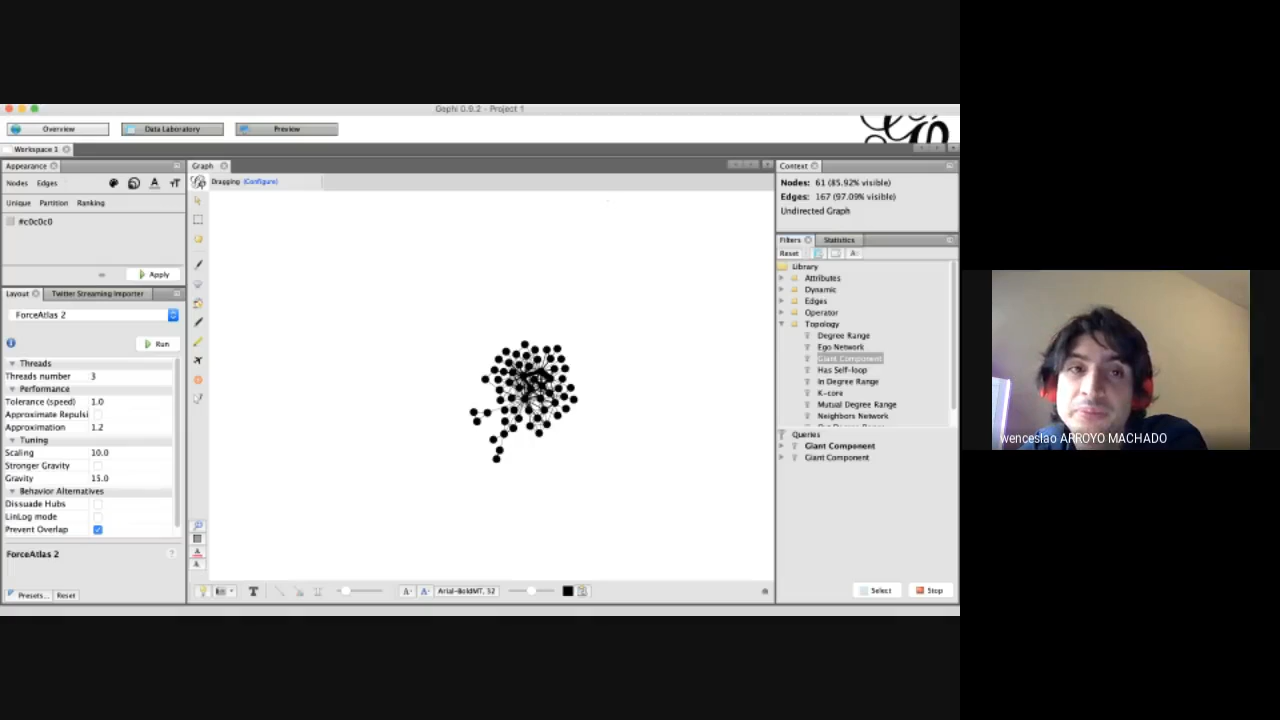 Gephi 0.9.2 - Project 1
Overview
Data Laboratory
Preview
Workspace 1
Appearance
Nodes Edges
Unique Partition Ranking
#c0c0c0
Apply
Layout Twitter Streaming Importer
ForceAtlas 2
Run
Threads
Threads number 3
Performance
Tolerance (speed) 1.0
Approximate Repulsi
Approximation 1.2
Tuning
Scaling 10.0
Stronger Gravity
Gravity 15.0
Behavior Alternatives
Dissuade Hubs
LinLog mode
Prevent Overlap
ForceAtlas 2
Presets... Reset
Graph
Dragging (Configure)
Arial-BoldMT, 32
Context
Nodes: 61 (85.92% visible)
Edges: 167 (97.09% visible)
Undirected Graph
Filters Statistics
Reset
Library
Attributes
Dynamic
Edges
Operator
Topology
Degree Range
Ego Network
Giant Component
Has Self-loop
In Degree Range
K-core
Mutual Degree Range
Neighbors Network
Queries
Giant Component
Giant Component
Select Stop
wenceslao ARROYO MACHADO